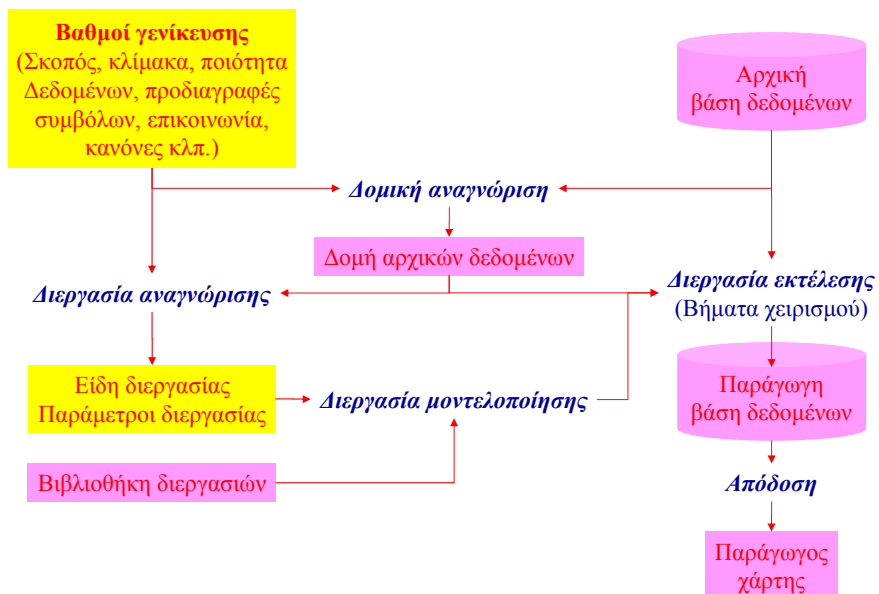 Βαθμοί γενίκευσης
(Σκοπός, κλίμακα, ποιότητα
Δεδομένων, προδιαγραφές
συμβόλων, επικοινωνία,
κανόνες κλπ.)
Αρχική
βάση δεδομένων
Δομική αναγνώριση
Δομή αρχικών δεδομένων
Διεργασία αναγνώρισης
Διεργασία εκτέλεσης
(Βήματα χειρισμού)
Είδη διεργασίας
Παράμετροι διεργασίας
Διεργασία μοντελοποίησης
Παράγωγη
βάση δεδομένων
Βιβλιοθήκη διεργασιών
Απόδοση
Παράγωγος
χάρτης